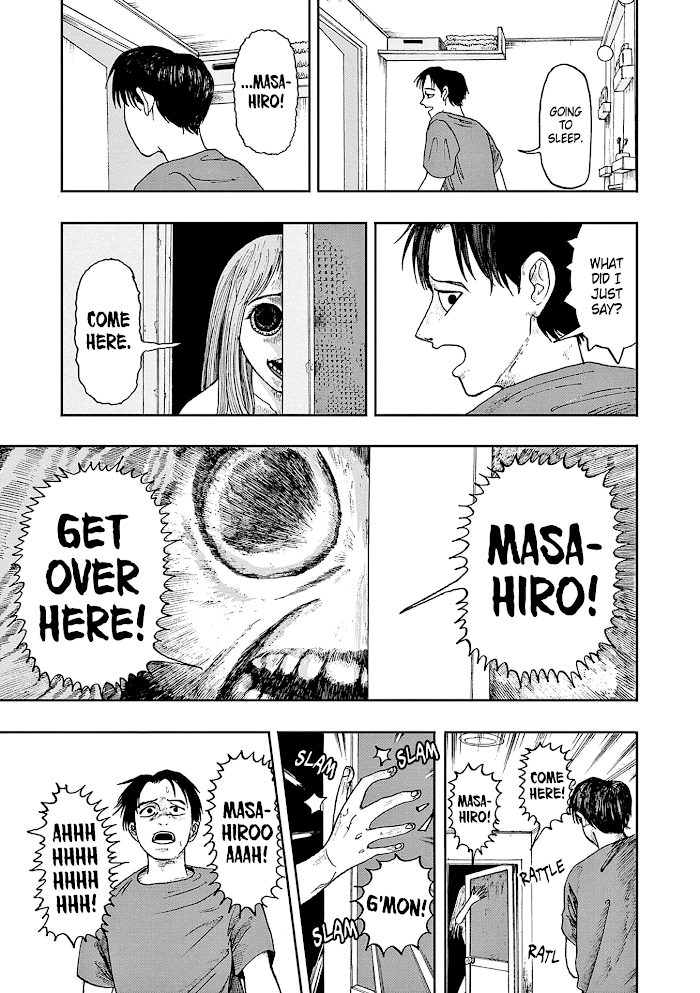 GOING
TO
SLEEP.
...MASA-
HIRO!
WHAT
DID I
JUST
SAY?
COME
HERE.
MASA-
HIRO!
GET
OVER
HERE!
COME
HERE!
MASA-
HIRO!
RATTLE
RATL
SLAM
SLAM
G'MON!
SLAM
MASA-
HIROO
AAAH!
AHHH
HHHH
HHHH
HHH!